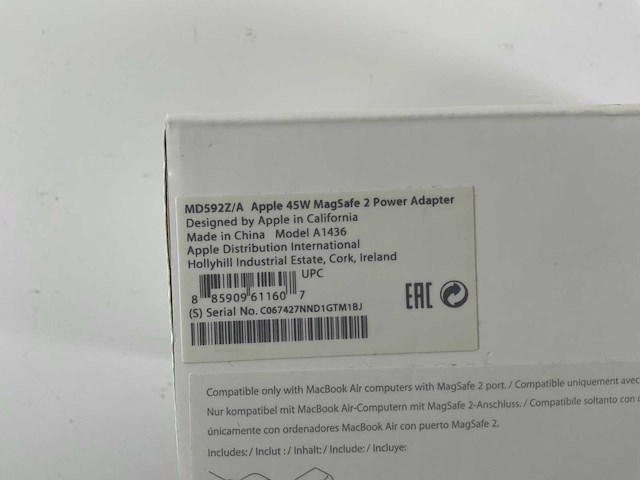 MD592Z/A Apple 45W MagSafe 2 Power Adapter
Designed by Apple in California
Made in China Model A1436
Apple Distribution International
Hollyhill Industrial Estate, Cork, Ireland
UPC
8 85909 61160 7
EAC
(S) Serial No. C067427NND1GTM1BJ
Compatible only with MacBook Air computers with MagSafe 2 port. / Compatible uniquement avec
Nur kompatibel mit MacBook Air-Computern mit MagSafe 2-Anschluss. / Compatibile soltanto con
únicamente con ordenadores MacBook Air con puerto MagSafe 2.
Includes: / Inclut : / Inhalt: / Include: / Incluye: